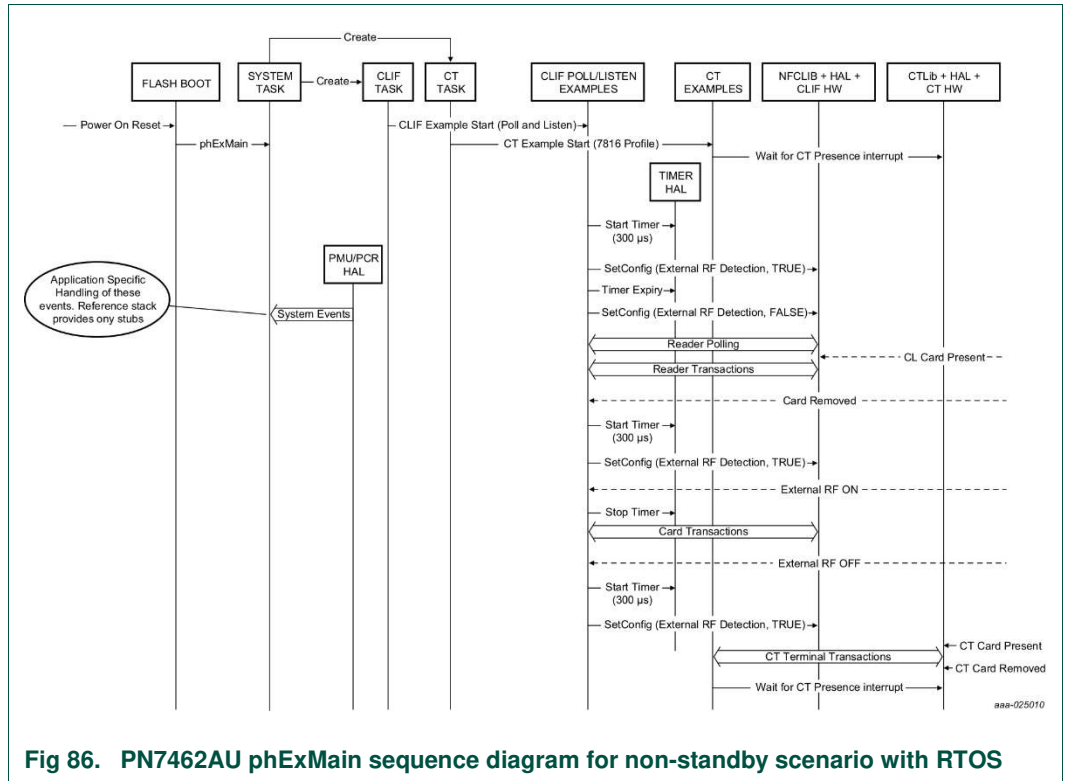 Create
FLASH BOOT
SYSTEM
TASK
Create
CLIF
TASK
CT
TASK
CLIF POLL/LISTEN
EXAMPLES
CT
EXAMPLES
NFCLIB + HAL +
CLIF HW
CTLib + HAL +
CT HW
Power On Reset
CLIF Example Start (Poll and Listen)
phExMain
CT Example Start (7816 Profile)
Wait for CT Presence interrupt
TIMER
HAL
Start Timer
(300 µs)
PMU/PCR
HAL
SetConfig (External RF Detection, TRUE)
Application Specific
Handling of these
events. Reference stack
provides ony stubs
Timer Expiry
System Events
SetConfig (External RF Detection, FALSE)
Reader Polling
CL Card Present
Reader Transactions
Card Removed
Start Timer
(300 µs)
SetConfig (External RF Detection, TRUE)
External RF ON
Stop Timer
Card Transactions
External RF OFF
Start Timer
(300 µs)
SetConfig (External RF Detection, TRUE)
CT Card Present
CT Terminal Transactions
CT Card Removed
Wait for CT Presence interrupt
aaa-025010
Fig 86. PN7462AU phExMain sequence diagram for non-standby scenario with RTOS